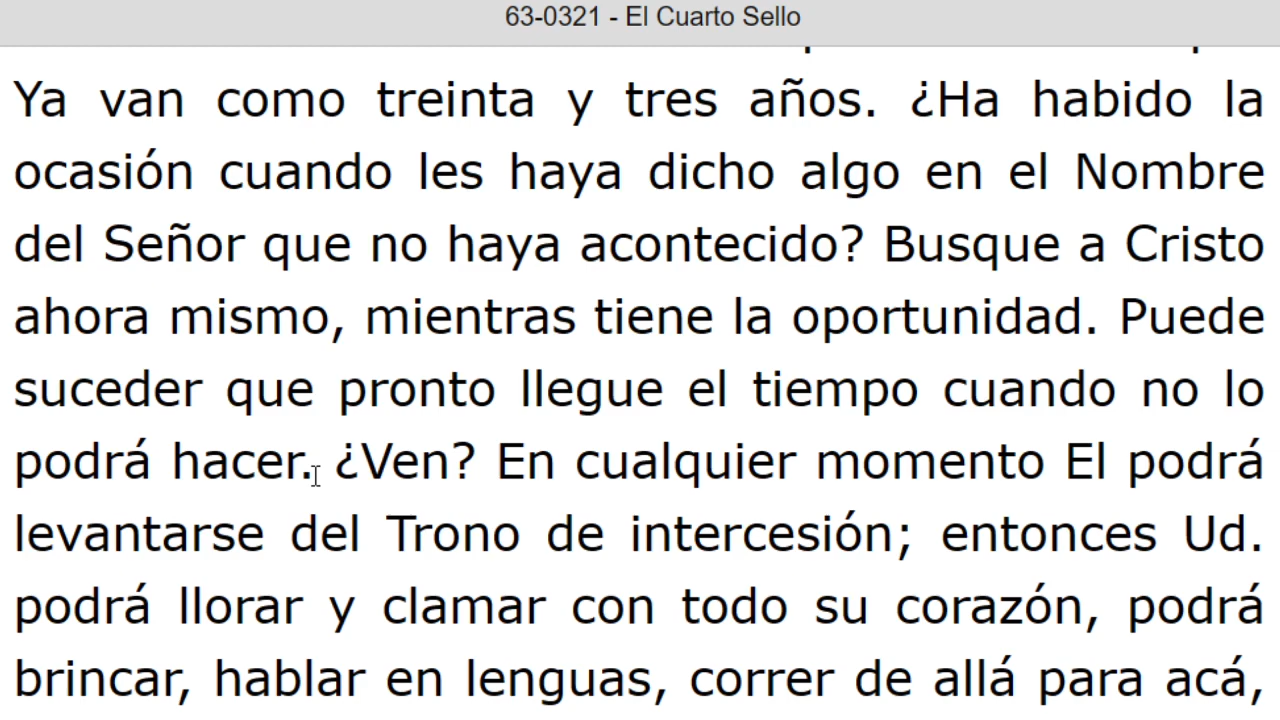 63-0321 - El Cuarto Sello
Ya van como treinta y tres años. ¿Ha habido la
ocasión cuando les haya dicho algo en el Nombre
del Señor que no haya acontecido? Busque a Cristo
ahora mismo, mientras tiene la oportunidad. Puede
suceder que pronto llegue el tiempo cuando no lo
podrá hacer. ¿Ven? En cualquier momento El podrá
levantarse del Trono de intercesión; entonces Ud.
podrá llorar y clamar con todo su corazón, podrá
brincar, hablar en lenguas, correr de allá para acá,